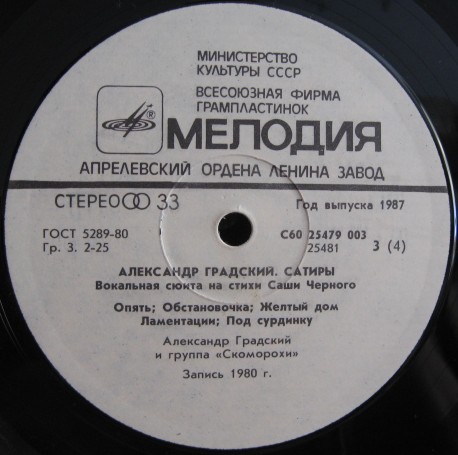 МИНИСТЕРСТВО
КУЛЬТУРЫ СССР
ВСЕСОЮЗНАЯ ФИРМА
ГРАМПЛАСТИНОК
®
МЕЛОДИЯ
АПРЕЛЕВСКИЙ ОРДЕНА ЛЕНИНА ЗАВОД
СТЕРЕО 33
Год выпуска 1987
ГОСТ 5289-80
Гр. 3. 2-25
С60 25479 003
25481
3 (4)
АЛЕКСАНДР ГРАДСКИЙ. САТИРЫ
Вокальная сюита на стихи Саши Черного
Опять; Обстановочка; Желтый дом
Ламентации; Под сурдинку
Александр Градский
и группа «Скоморохи»
Запись 1980 г.